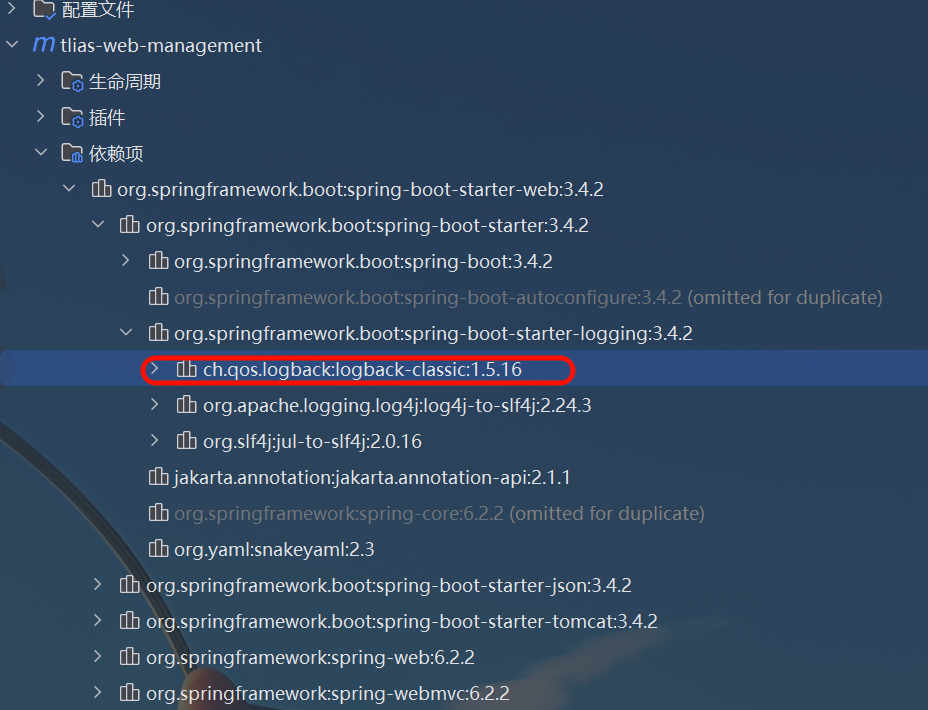 配置文件
m tlias-web-management
生命周期
插件
依赖项
org.springframework.boot:spring-boot-starter-web:3.4.2
org.springframework.boot:spring-boot-starter:3.4.2
org.springframework.boot:spring-boot:3.4.2
org.springframework.boot:spring-boot-autoconfigure:3.4.2 (omitted for duplicate)
org.springframework.boot:spring-boot-starter-logging:3.4.2
ch.qos.logback:logback-classic:1.5.16
org.apache.logging.log4j:log4j-to-slf4j:2.24.3
org.slf4j:jul-to-slf4j:2.0.16
jakarta.annotation:jakarta.annotation-api:2.1.1
org.springframework:spring-core:6.2.2 (omitted for duplicate)
org.yaml:snakeyaml:2.3
org.springframework.boot:spring-boot-starter-json:3.4.2
org.springframework.boot:spring-boot-starter-tomcat:3.4.2
org.springframework:spring-web:6.2.2
org.springframework:spring-webmvc:6.2.2